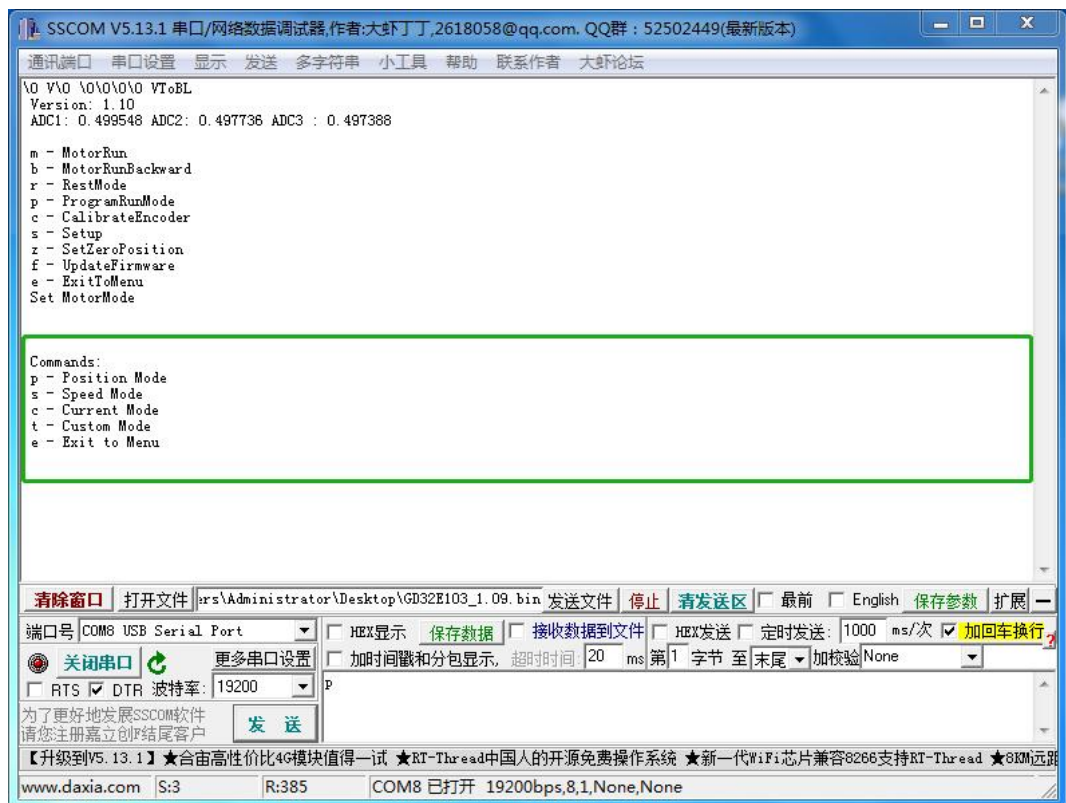 SSCOM V5.13.1 串口/网络数据调试器,作者:大虾丁丁,2618058@qq.com. QQ群：52502449(最新版本)
通讯端口 串口设置 显示 发送 多字符串 小工具 帮助 联系作者 大虾论坛
\0 V\0 \0\0\0\0 VToBL
Version: 1.10
ADC1: 0.499548 ADC2: 0.497736 ADC3 : 0.497388
m - MotorRun
b - MotorRunBackward
r - RestMode
p - ProgramRunMode
c - CalibrateEncoder
s - Setup
z - SetZeroPosition
f - UpdateFirmware
e - ExitToMenu
Set MotorMode
Commands:
p - Position Mode
s - Speed Mode
c - Current Mode
t - Custom Mode
e - Exit to Menu
清除窗口 打开文件 ers\Administrator\Desktop\GD32E103_1.09.bin 发送文件 停止 清发送区 最前 English 保存参数 扩展 —
端口号 COM8 USB Serial Port HEX显示 保存数据 接收数据到文件 HEX发送 定时发送: 1000 ms/次 加回车换行 ?
关闭串口 更多串口设置 加时间戳和分包显示, 超时时间: 20 ms 第1 字节 至 末尾 加校验 None
RTS DTR 波特率: 19200 p
为了更好地发展SSCOM软件
请您注册嘉立创F结尾客户 发 送
【升级到V5.13.1】★合宙高性价比4G模块值得一试 ★RT-Thread中国人的开源免费操作系统 ★新一代WiFi芯片兼容8266支持RT-Thread ★8KM远距
www.daxia.com S:3 R:385 COM8 已打开 19200bps,8,1,None,None